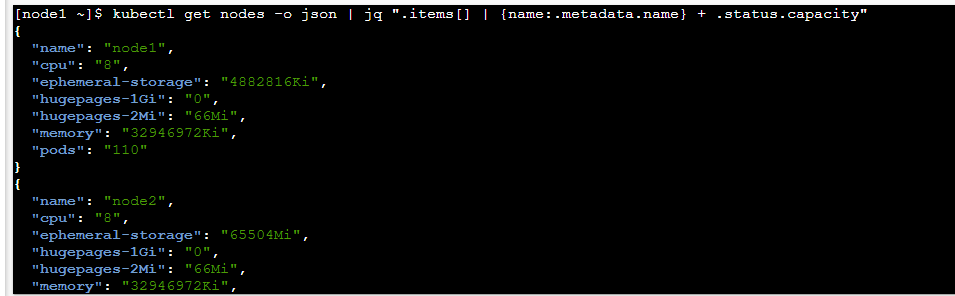 [node1 ~]$ kubectl get nodes -o json | jq ".items[] | {name:.metadata.name} + .status.capacity"
{
  "name": "node1",
  "cpu": "8",
  "ephemeral-storage": "4882816Ki",
  "hugepages-1Gi": "0",
  "hugepages-2Mi": "66Mi",
  "memory": "32946972Ki",
  "pods": "110"
}
{
  "name": "node2",
  "cpu": "8",
  "ephemeral-storage": "65504Mi",
  "hugepages-1Gi": "0",
  "hugepages-2Mi": "66Mi",
  "memory": "32946972Ki",